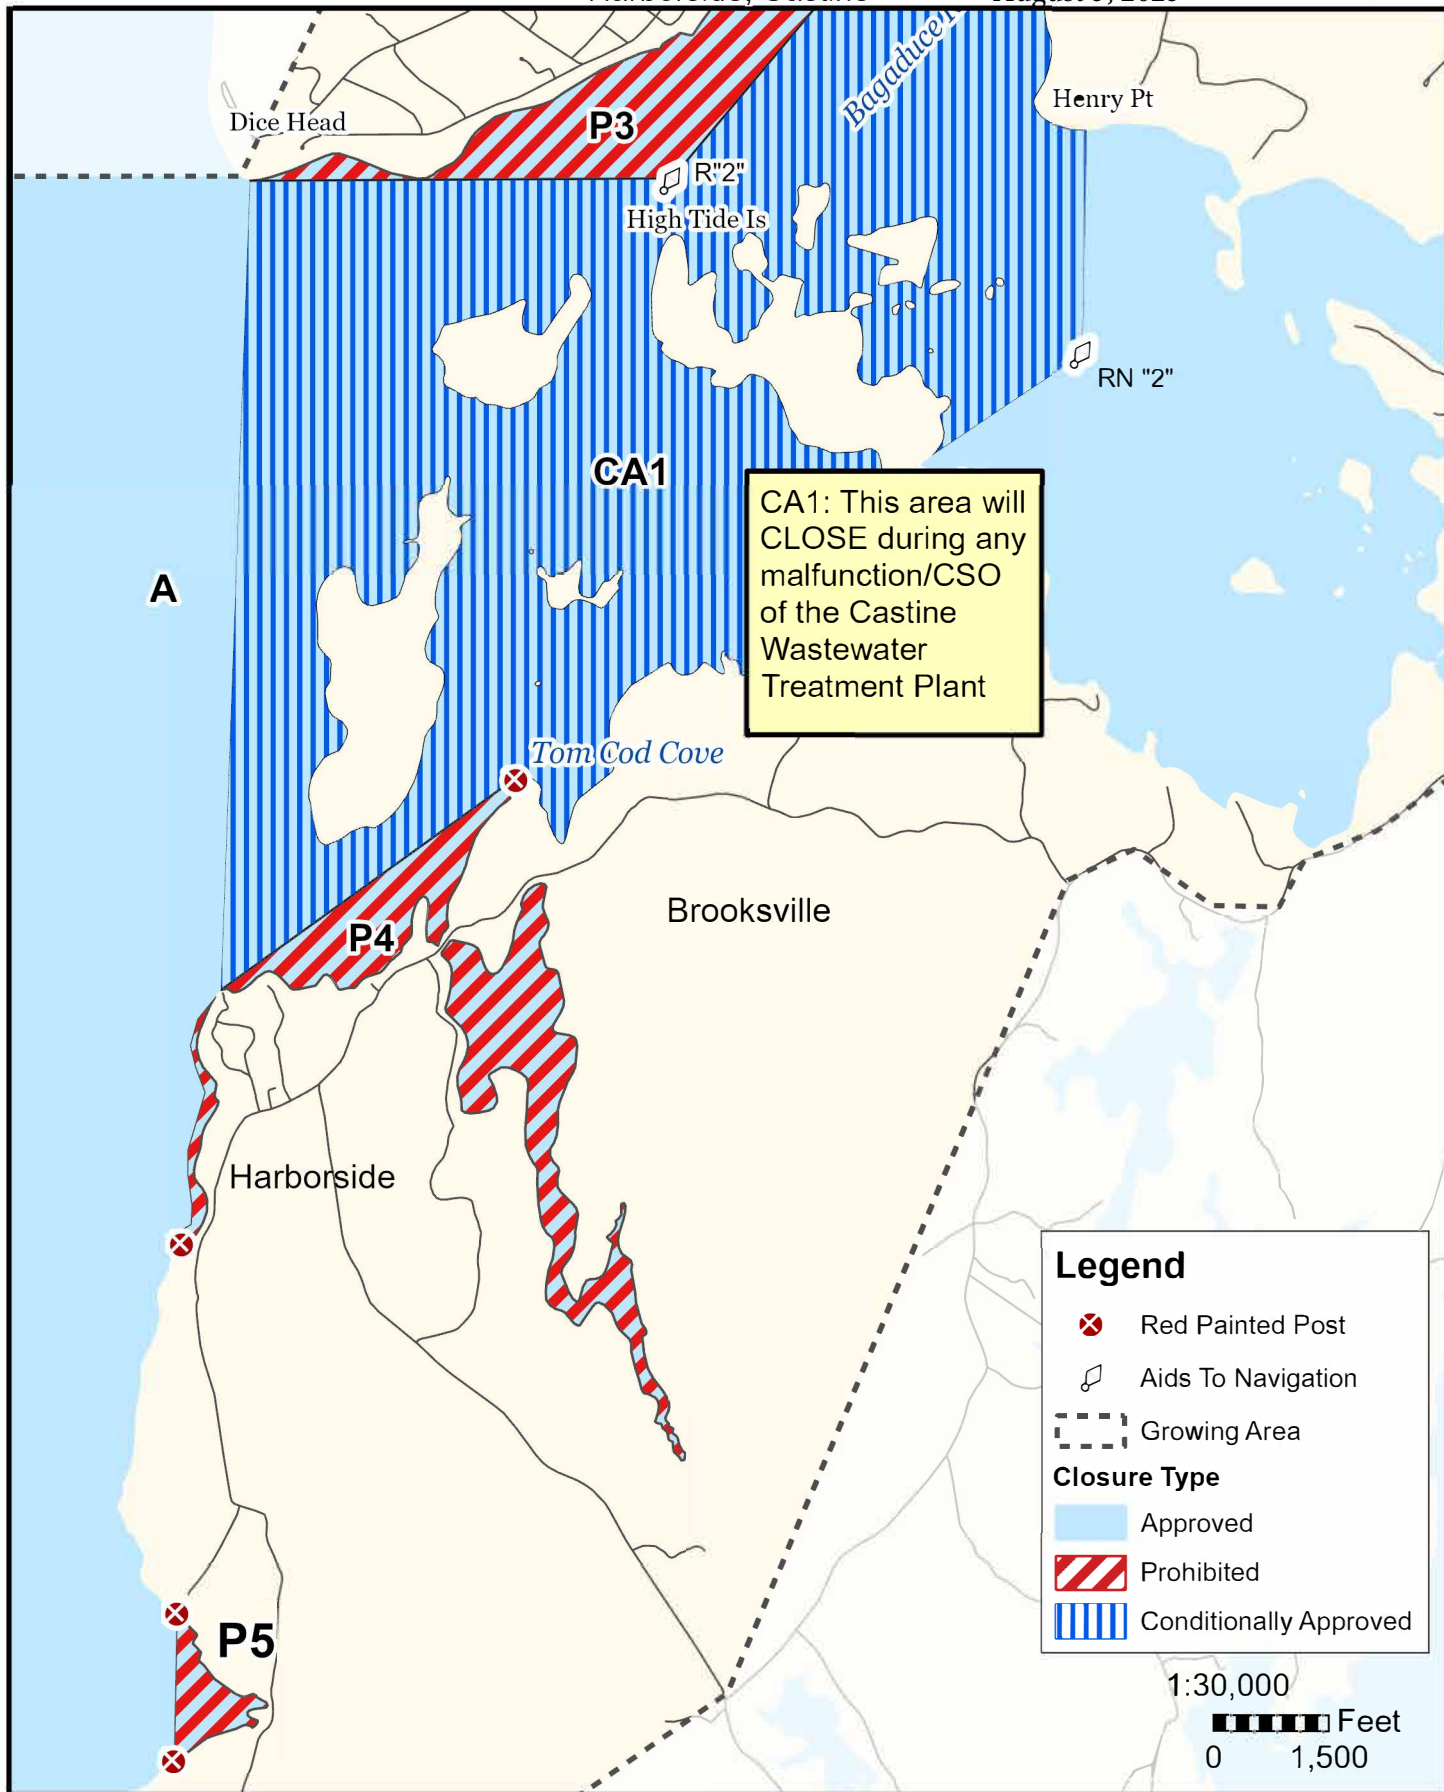 Dice Head
P3
Bagaduce
Henry Pt
R"2"
High Tide Is
RN "2"
CA1
CA1: This area will
CLOSE during any
malfunction/CSO
of the Castine
Wastewater
Treatment Plant
A
Tom Cod Cove
Brooksville
P4
Harborside
P5
Legend
Red Painted Post
Aids To Navigation
Growing Area
Closure Type
Approved
Prohibited
Conditionally Approved
1:30,000
Feet
0 1,500